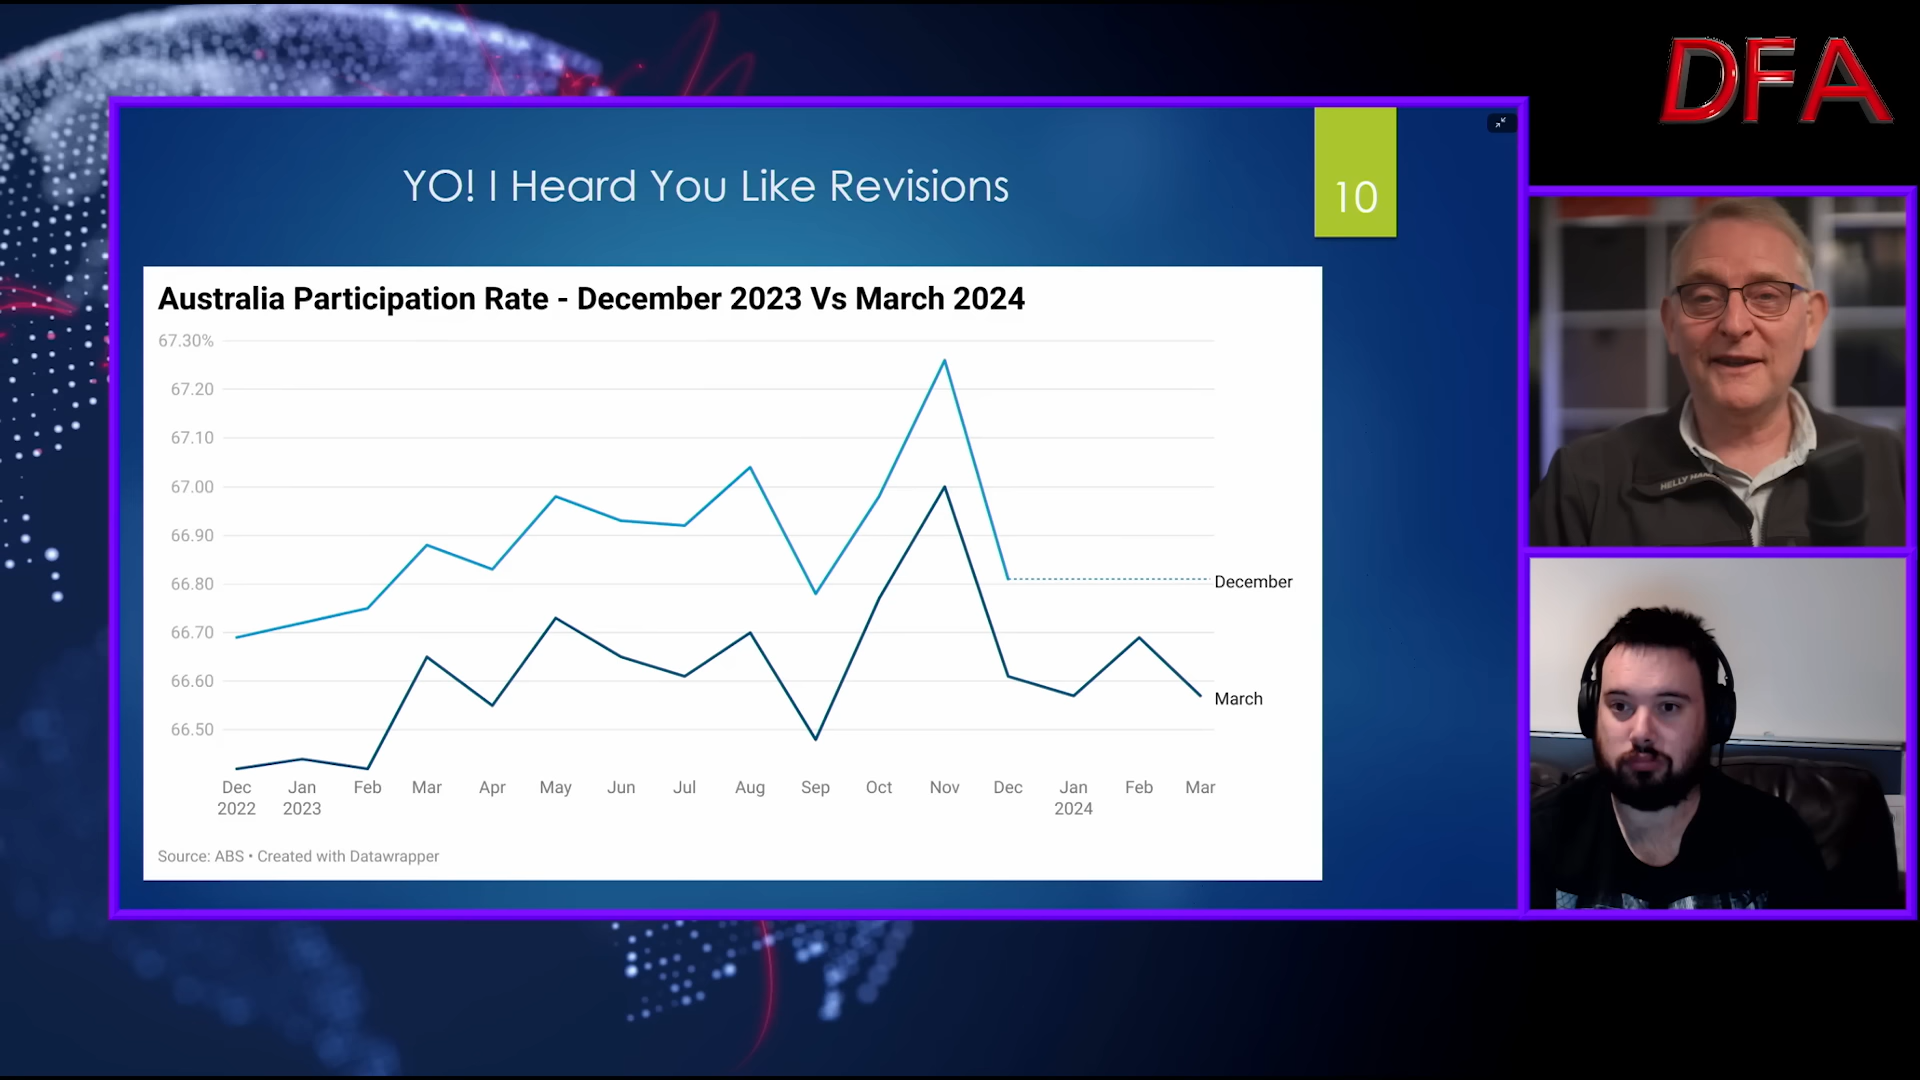 DFA
YO! I Heard You Like Revisions
10
Australia Participation Rate - December 2023 Vs March 2024
67.30%
67.20
67.10
67.00
66.90
66.80
66.70
66.60
66.50
December
March
Dec Jan Feb Mar Apr May Jun Jul Aug Sep Oct Nov Dec Jan Feb Mar
2022 2023 2024
Source: ABS • Created with Datawrapper
HELLY